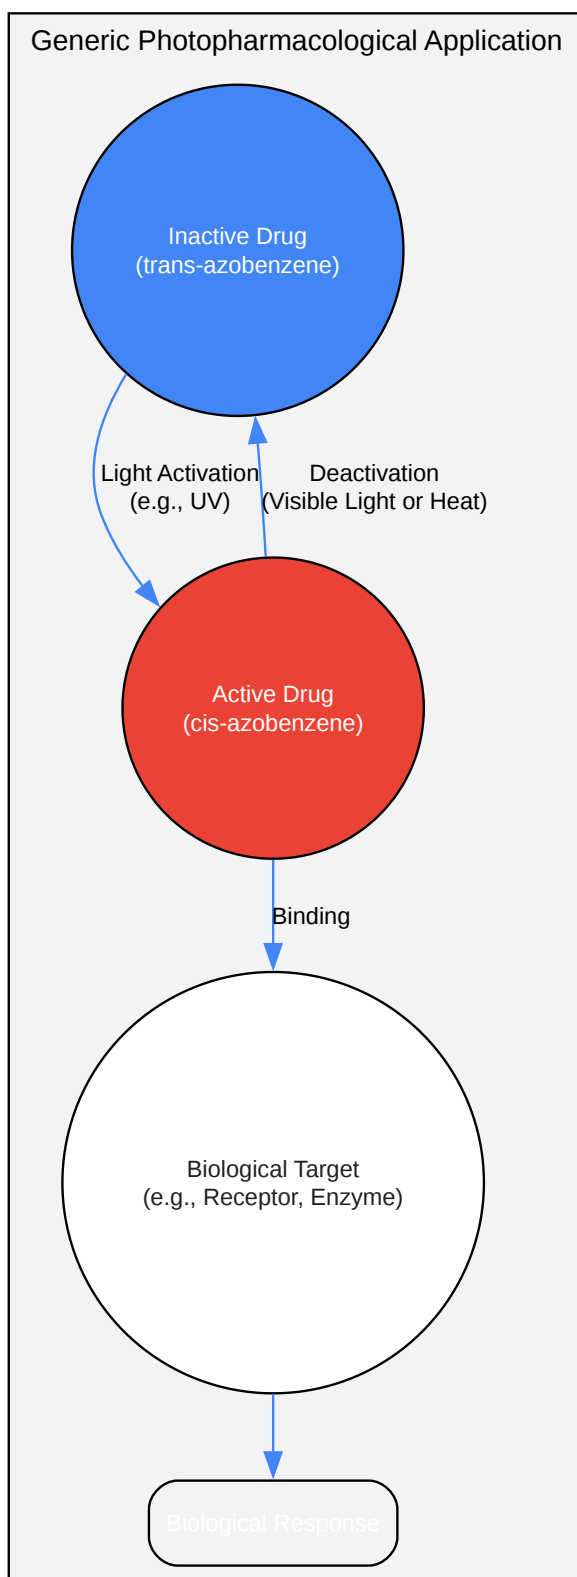 Generic Photopharmacological Application
Inactive Drug
(trans-azobenzene)
Light Activation
(e.g., UV)
Deactivation
(Visible Light or Heat)
Active Drug
(cis-azobenzene)
Binding
Biological Target
(e.g., Receptor, Enzyme)
Biological Response